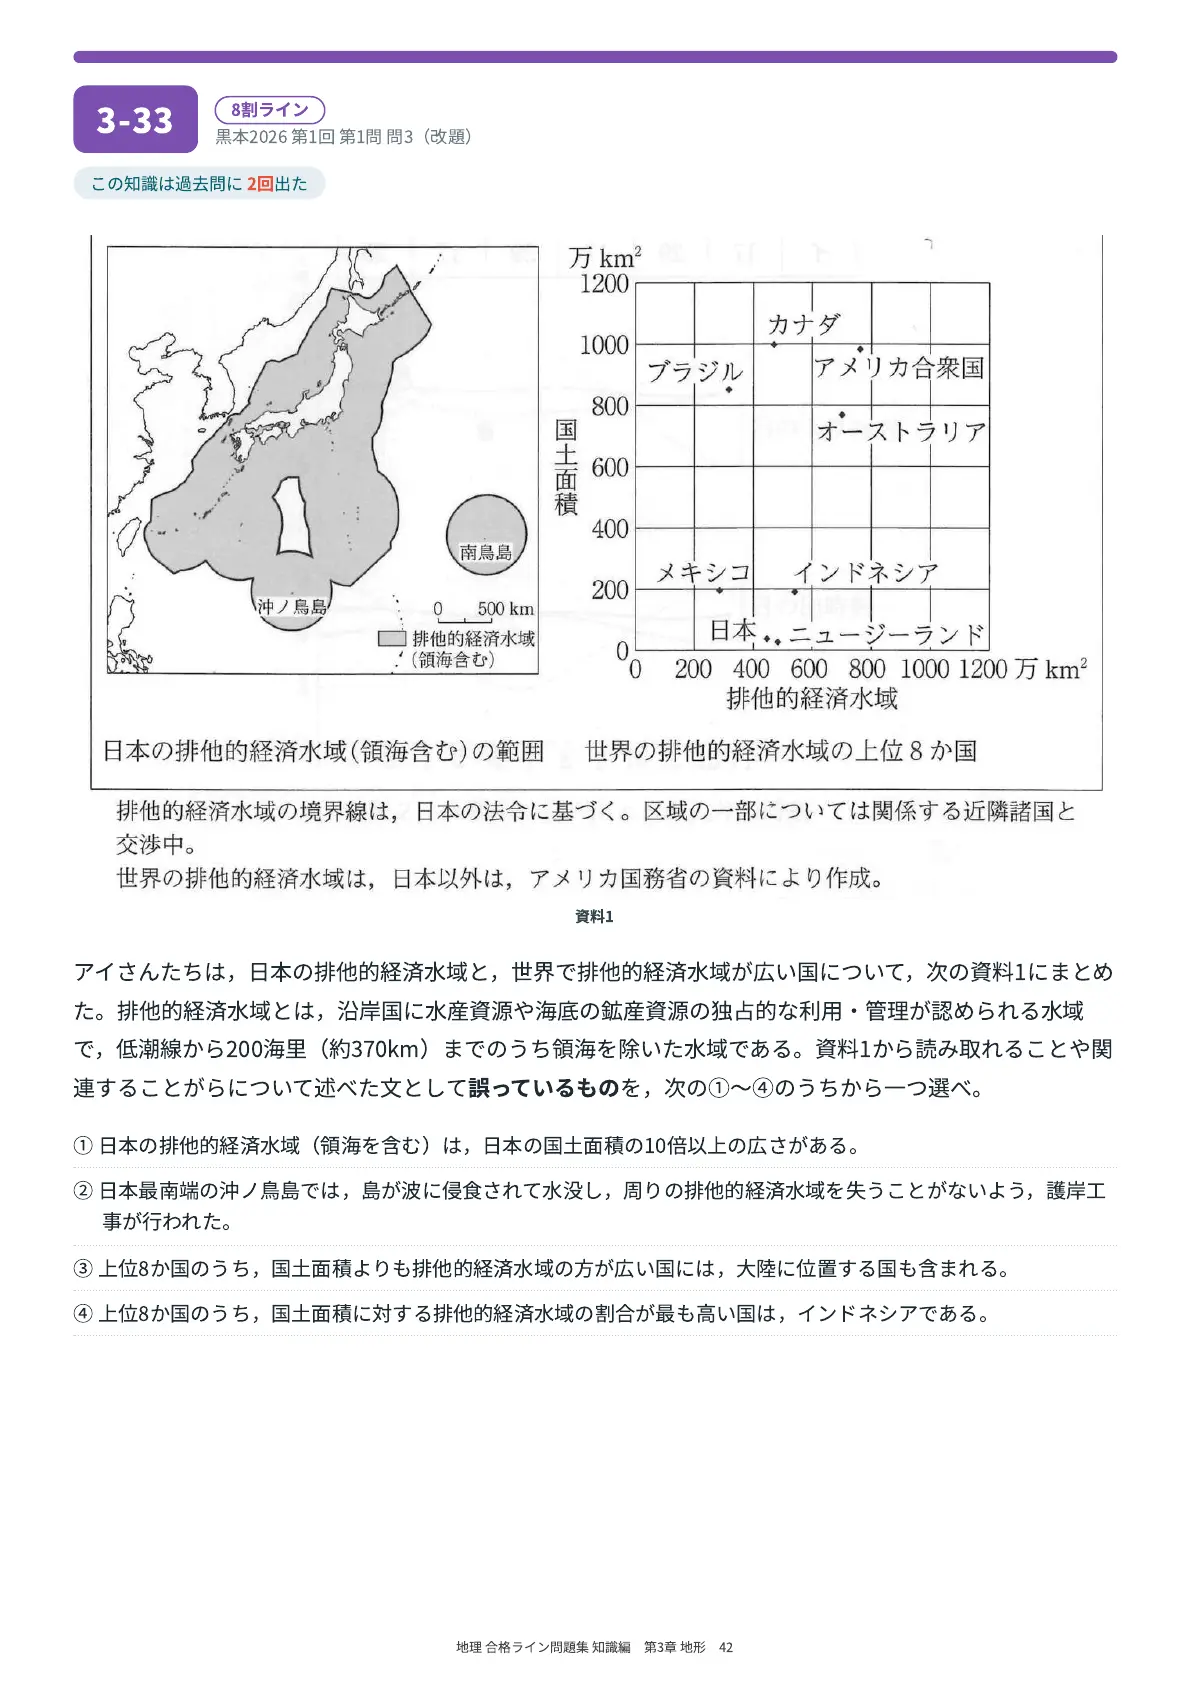 3-33
8割ライン
黒本2026 第1回 第1問 問3（改題）
この知識は過去問に 2回出た
南鳥島
沖ノ鳥島
0 500 km
排他的経済水域
（領海含む）
日本の排他的経済水域(領海含む)の範囲
万 km²
1200
1000
800
600
400
200
0
国土面積
カナダ
ブラジル
アメリカ合衆国
オーストラリア
メキシコ
インドネシア
日本
ニュージーランド
0 200 400 600 800 1000 1200 万 km²
排他的経済水域
世界の排他的経済水域の上位8か国
排他的経済水域の境界線は，日本の法令に基づく。区域の一部については関係する近隣諸国と
交渉中。
世界の排他的経済水域は，日本以外は，アメリカ国務省の資料により作成。
資料1
アイさんたちは，日本の排他的経済水域と，世界で排他的経済水域が広い国について，次の資料1にまとめ
た。排他的経済水域とは，沿岸国に水産資源や海底の鉱産資源の独占的な利用・管理が認められる水域
で，低潮線から200海里（約370km）までのうち領海を除いた水域である。資料1から読み取れることや関
連することがらについて述べた文として誤っているものを，次の①～④のうちから一つ選べ。
① 日本の排他的経済水域（領海を含む）は，日本の国土面積の10倍以上の広さがある。
② 日本最南端の沖ノ鳥島では，島が波に侵食されて水没し，周りの排他的経済水域を失うことがないよう，護岸工
事が行われた。
③ 上位8か国のうち，国土面積よりも排他的経済水域の方が広い国には，大陸に位置する国も含まれる。
④ 上位8か国のうち，国土面積に対する排他的経済水域の割合が最も高い国は，インドネシアである。
地理 合格ライン問題集 知識編 第3章 地形 42